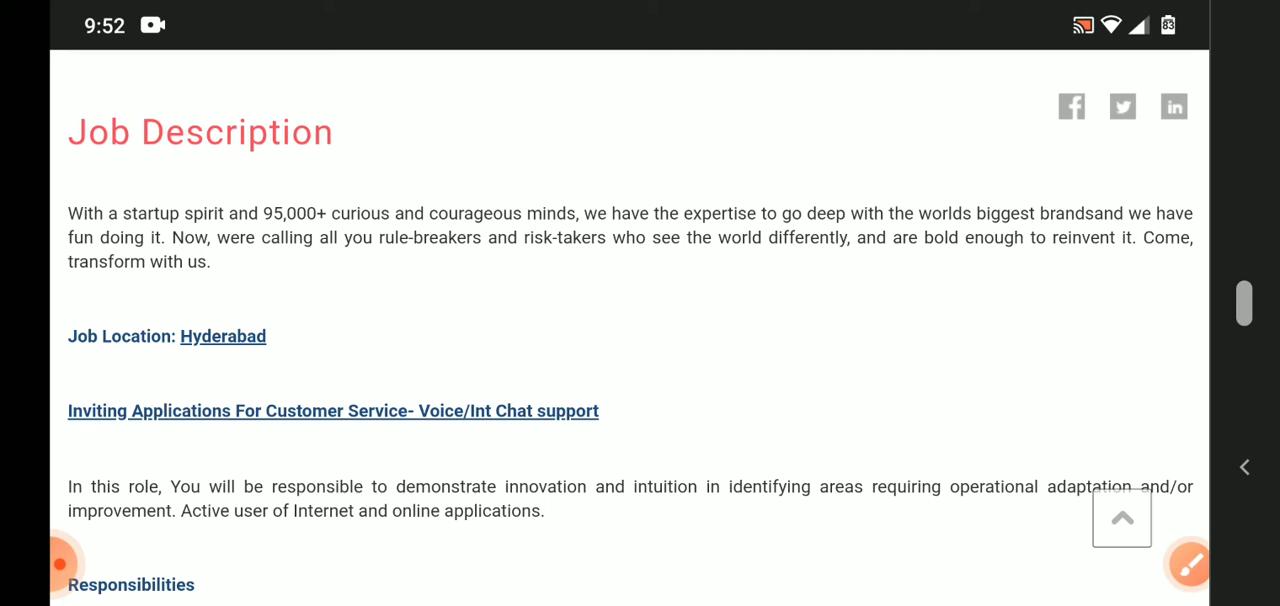 9:52
83
Job Description
With a startup spirit and 95,000+ curious and courageous minds, we have the expertise to go deep with the worlds biggest brandsand we have
fun doing it. Now, were calling all you rule-breakers and risk-takers who see the world differently, and are bold enough to reinvent it. Come,
transform with us.
Job Location: Hyderabad
Inviting Applications For Customer Service- Voice/Int Chat support
In this role, You will be responsible to demonstrate innovation and intuition in identifying areas requiring operational adaptation and/or
improvement. Active user of Internet and online applications.
Responsibilities